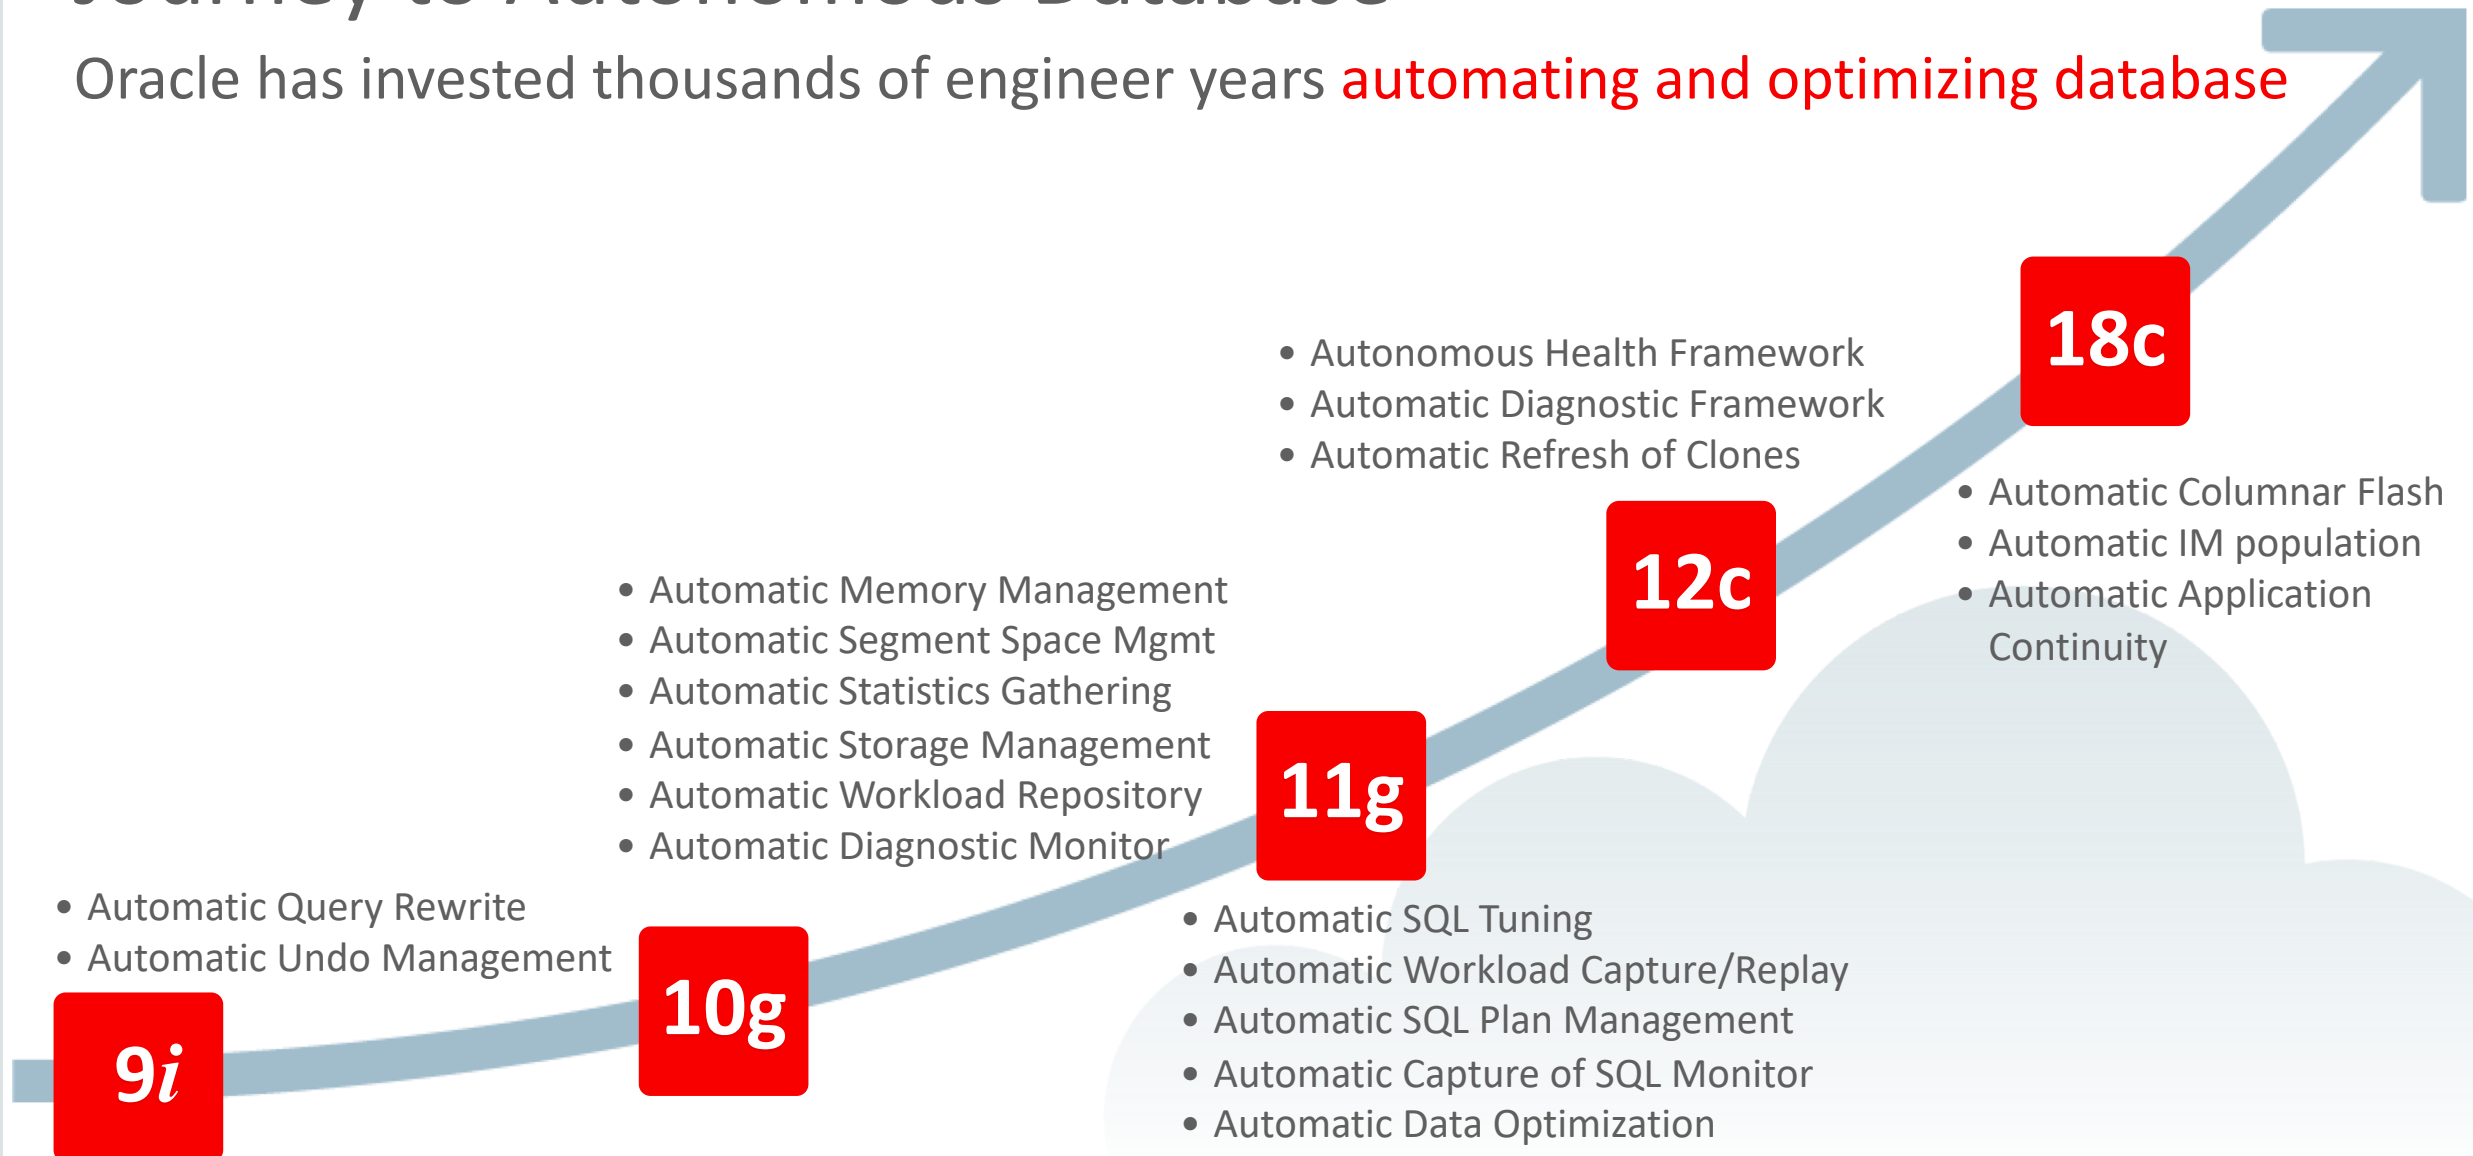 Journey to Autonomous Database
Oracle has invested thousands of engineer years automating and optimizing database
18c
• Autonomous Health Framework
• Automatic Diagnostic Framework
• Automatic Refresh of Clones
• Automatic Columnar Flash
• Automatic IM population
• Automatic Application
Continuity
12c
• Automatic Memory Management
• Automatic Segment Space Mgmt
• Automatic Statistics Gathering
• Automatic Storage Management
• Automatic Workload Repository
• Automatic Diagnostic Monitor
11g
• Automatic Query Rewrite
• Automatic Undo Management
• Automatic SQL Tuning
• Automatic Workload Capture/Replay
• Automatic SQL Plan Management
• Automatic Capture of SQL Monitor
• Automatic Data Optimization
10g
9i